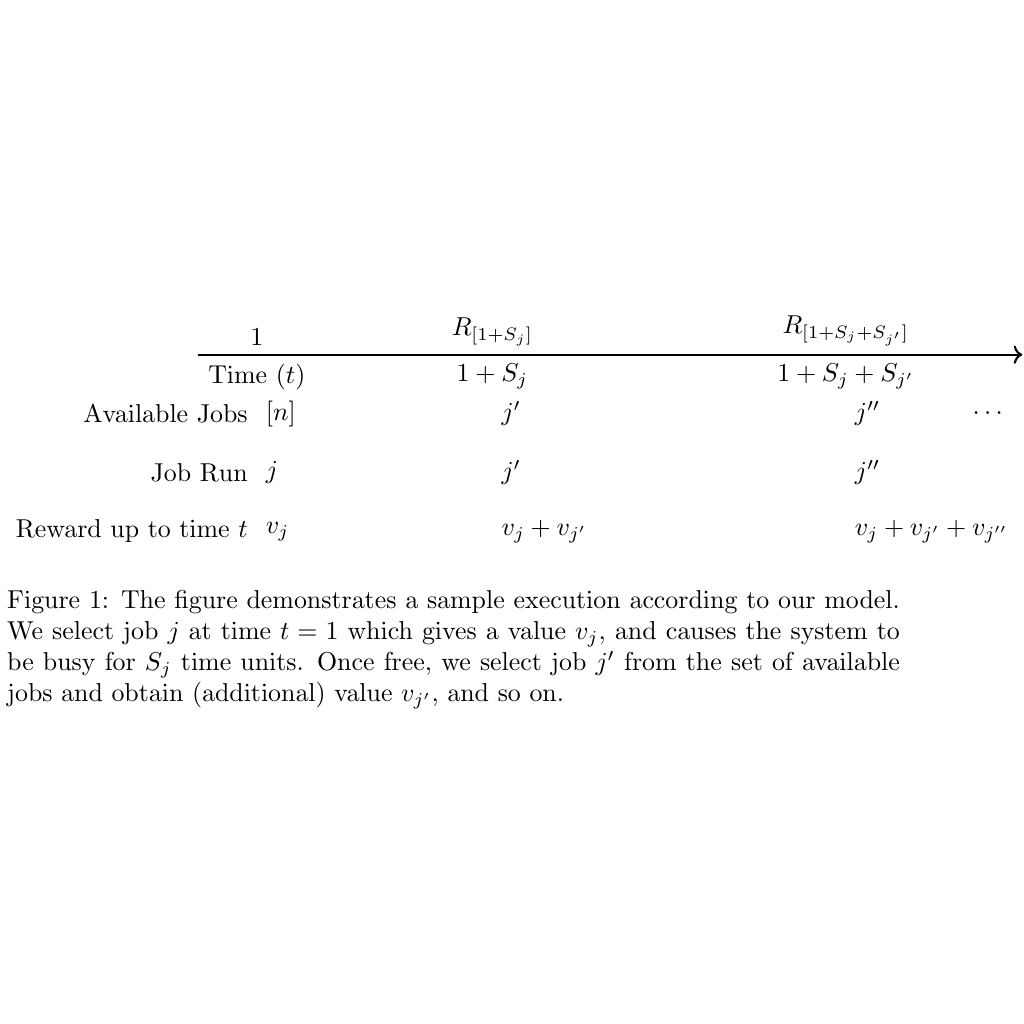 1 R_{[1+S_j]} R_{[1+S_j+S_{j'}]}
Time (t) 1 + S_j 1 + S_j + S_{j'}
Available Jobs [n] j' j'' ···
Job Run j j' j''
Reward up to time t v_j v_j + v_{j'} v_j + v_{j'} + v_{j''}
Figure 1: The figure demonstrates a sample execution according to our model.
We select job j at time t = 1 which gives a value v_j, and causes the system to
be busy for S_j time units. Once free, we select job j' from the set of available
jobs and obtain (additional) value v_{j'}, and so on.